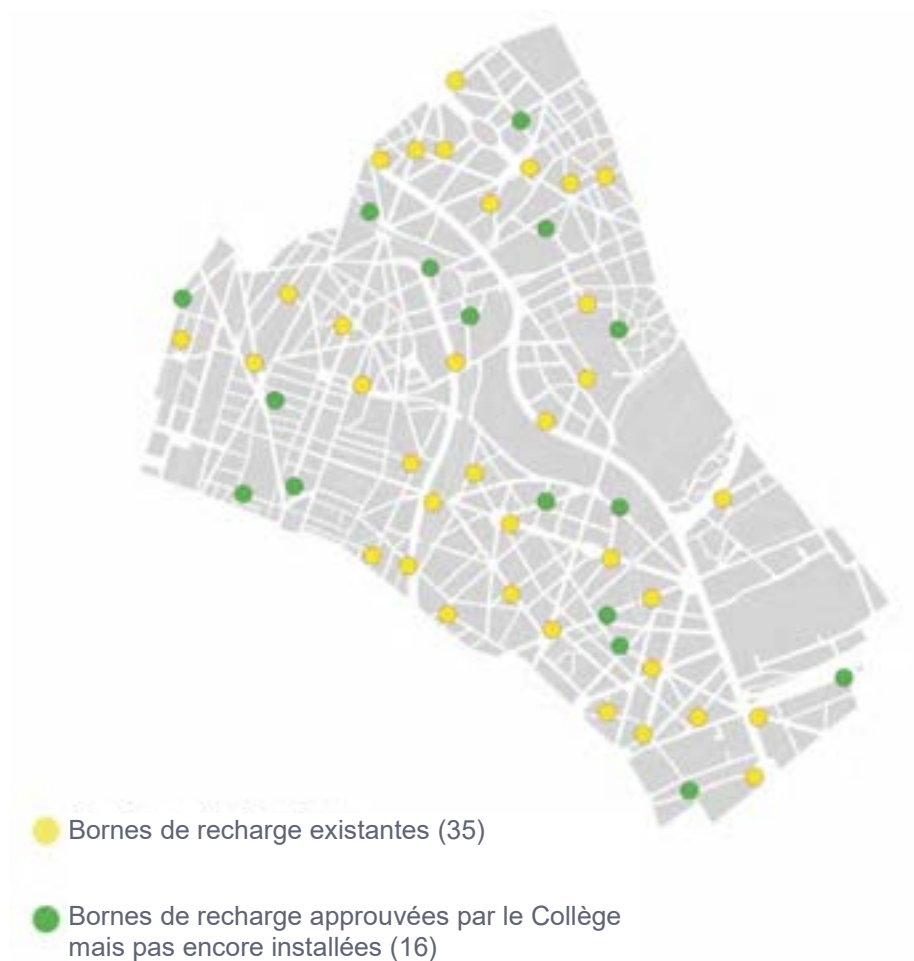 Bornes de recharge existantes (35)
Bornes de recharge approuvées par le Collège
mais pas encore installées (16)